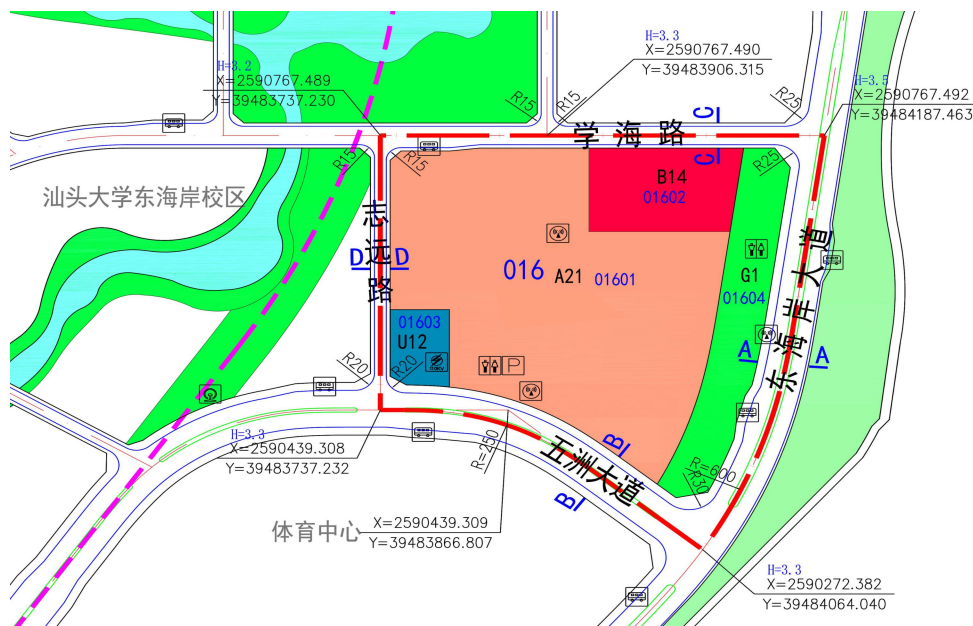 H=3.2
X=2590767.489
Y=39483737.230
H=3.3
X=2590767.490
Y=39483906.315
H=3.5
X=2590767.492
Y=39484187.463
R15
R15
R25
学海路
C
C
R15
R15
R25
B14
01602
汕头大学东海岸校区
志远路
D
D
016
A21
01601
G1
01604
东海岸大道
A
A
01603
U12
R20
R20
P
H=3.3
X=2590439.308
Y=39483737.232
R=250
B
B
五洲大道
R=600
R30
体育中心
X=2590439.309
Y=39483866.807
H=3.3
X=2590272.382
Y=39484064.040